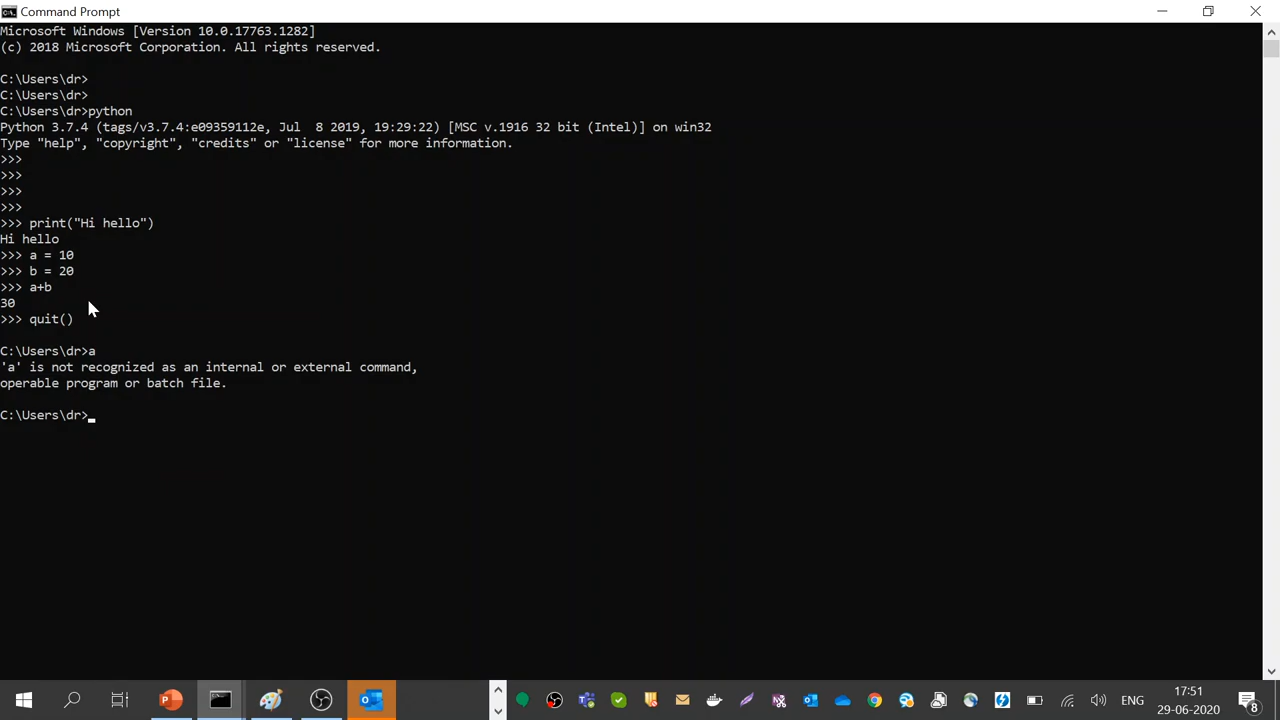 Command Prompt
Microsoft Windows [Version 10.0.17763.1282]
(c) 2018 Microsoft Corporation. All rights reserved.
C:\Users\dr>
C:\Users\dr>
C:\Users\dr>python
Python 3.7.4 (tags/v3.7.4:e09359112e, Jul  8 2019, 19:29:22) [MSC v.1916 32 bit (Intel)] on win32
Type "help", "copyright", "credits" or "license" for more information.
>>>
>>>
>>>
>>>
>>> print("Hi hello")
Hi hello
>>> a = 10
>>> b = 20
>>> a+b
30
>>> quit()
C:\Users\dr>a
'a' is not recognized as an internal or external command,
operable program or batch file.
C:\Users\dr>
ENG
17:51
29-06-2020
8